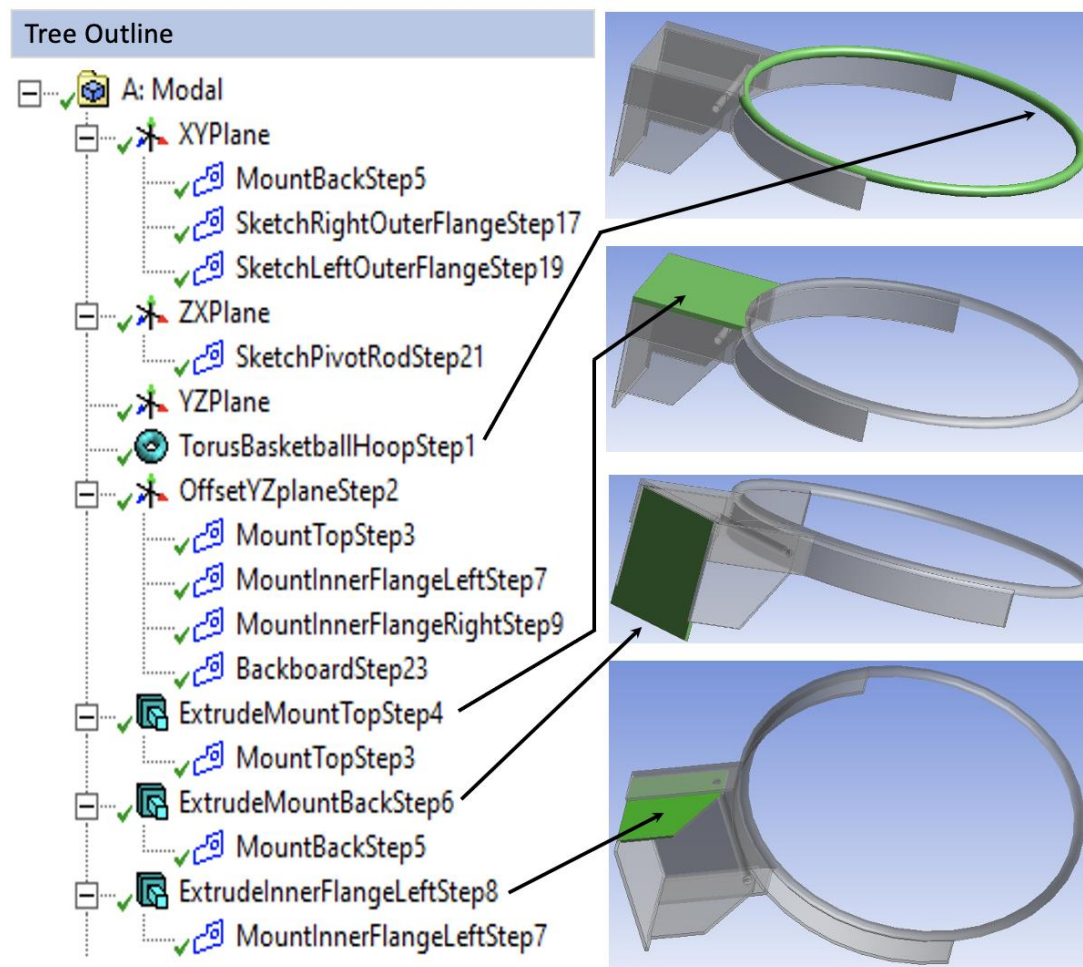 Tree Outline
A: Modal
XYPlane
MountBackStep5
SketchRightOuterFlangeStep17
SketchLeftOuterFlangeStep19
ZXPlane
SketchPivotRodStep21
YZPlane
TorusBasketballHoopStep1
OffsetYZplaneStep2
MountTopStep3
MountInnerFlangeLeftStep7
MountInnerFlangeRightStep9
BackboardStep23
ExtrudeMountTopStep4
MountTopStep3
ExtrudeMountBackStep6
MountBackStep5
ExtrudeInnerFlangeLeftStep8
MountInnerFlangeLeftStep7